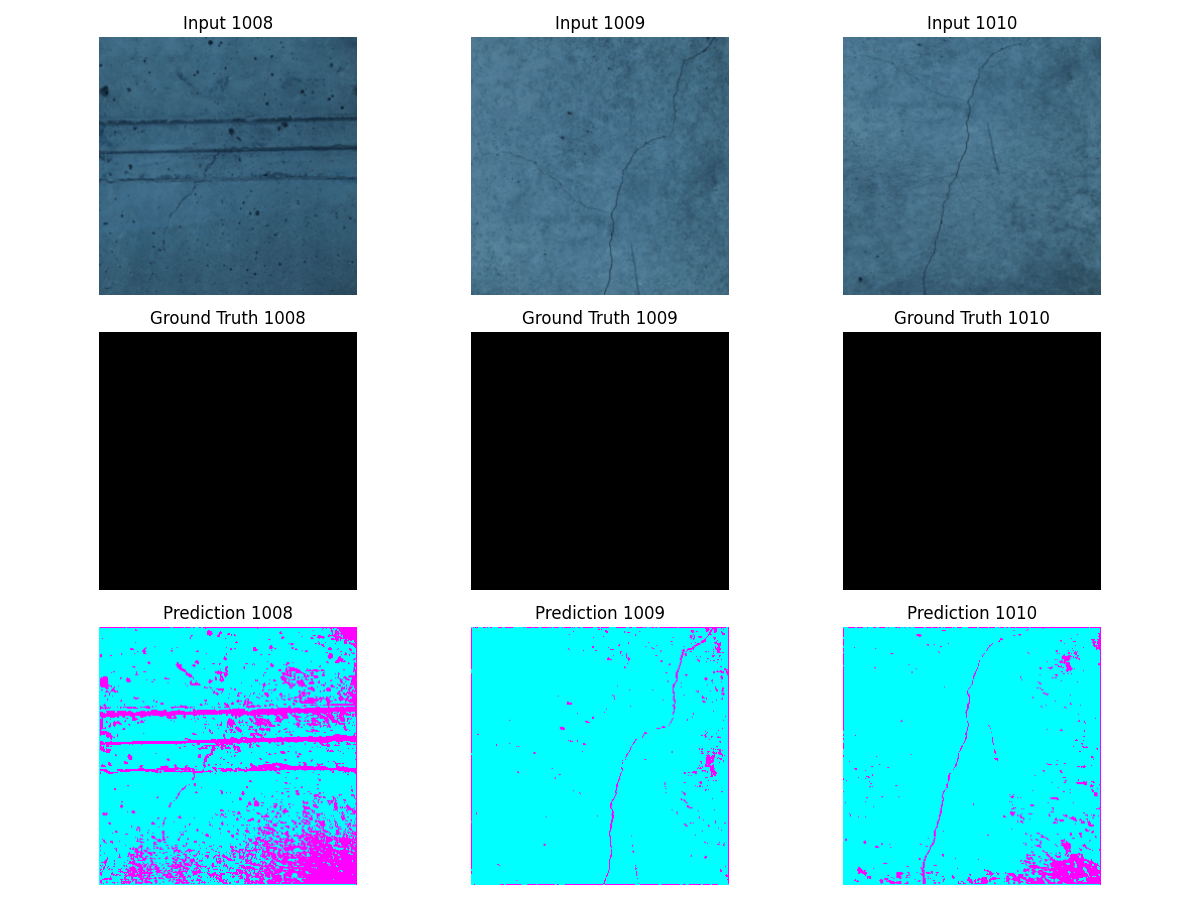 Input 1008
Input 1009
Input 1010
Ground Truth 1008
Ground Truth 1009
Ground Truth 1010
Prediction 1008
Prediction 1009
Prediction 1010